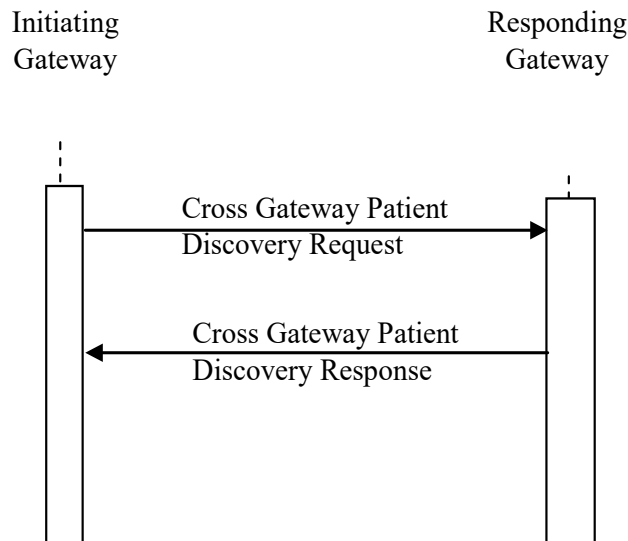 Initiating
Gateway
Responding
Gateway
Cross Gateway Patient
Discovery Request
Cross Gateway Patient
Discovery Response